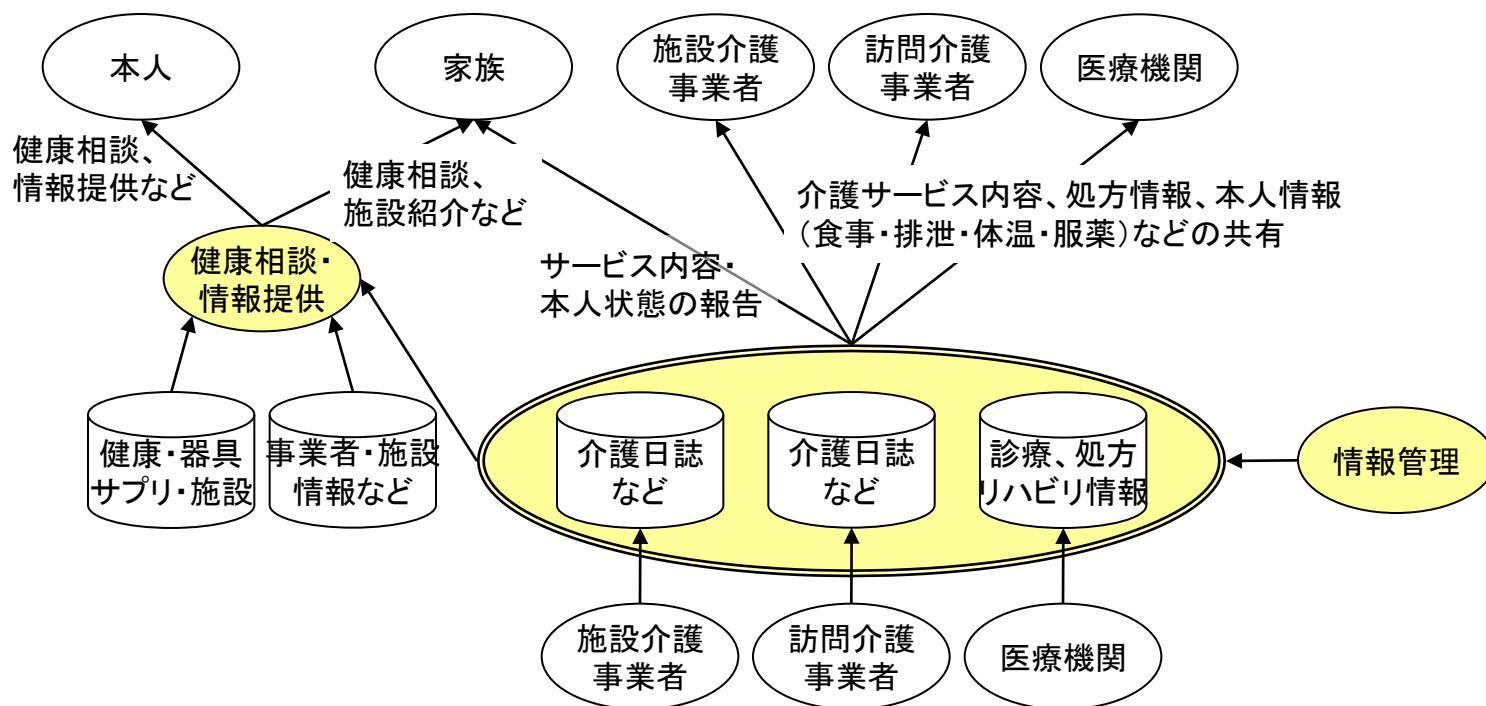 本人
家族
施設介護
事業者
訪問介護
事業者
医療機関
健康相談、
情報提供など
健康相談、
施設紹介など
介護サービス内容、処方情報、本人情報
（食事・排泄・体温・服薬）などの共有
健康相談・
情報提供
サービス内容・
本人状態の報告
健康・器具
サプリ・施設
事業者・施設
情報など
介護日誌
など
介護日誌
など
診療、処方
リハビリ情報
情報管理
施設介護
事業者
訪問介護
事業者
医療機関